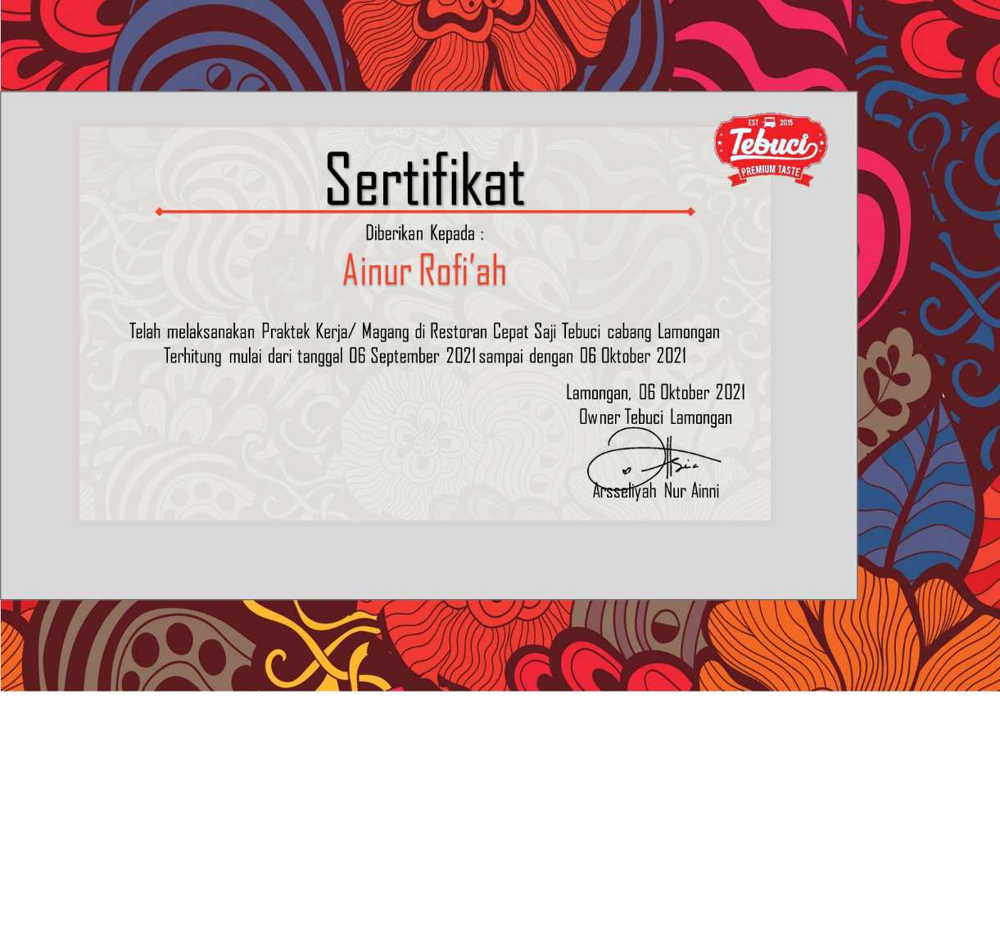 EST 2015
Tebuci
PREMIUM TASTE
Sertifikat
Diberikan Kepada :
Ainur Rofi’ah
Telah melaksanakan Praktek Kerja/ Magang di Restoran Cepat Saji Tebuci cabang Lamongan
Terhitung mulai dari tanggal 06 September 2021 sampai dengan 06 Oktober 2021
Lamongan, 06 Oktober 2021
Owner Tebuci Lamongan
Arsseliyah Nur Ainni